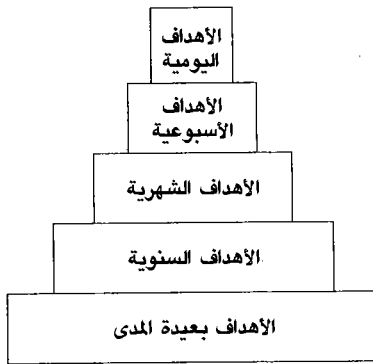 الأهداف
اليومية
الأهداف
الأسبوعية
الأهداف الشهرية
الأهداف السنوية
الأهداف بعيدة المدى